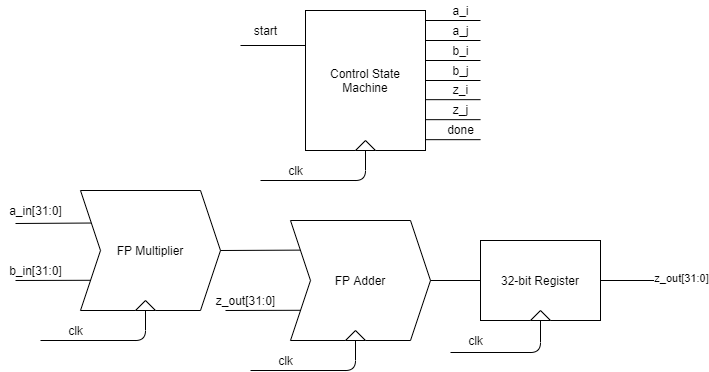 start
a_i
a_j
b_i
b_j
z_i
z_j
done
Control State
Machine
clk
a_in[31:0]
b_in[31:0]
FP Multiplier
clk
z_out[31:0]
FP Adder
clk
32-bit Register
clk
z_out[31:0]